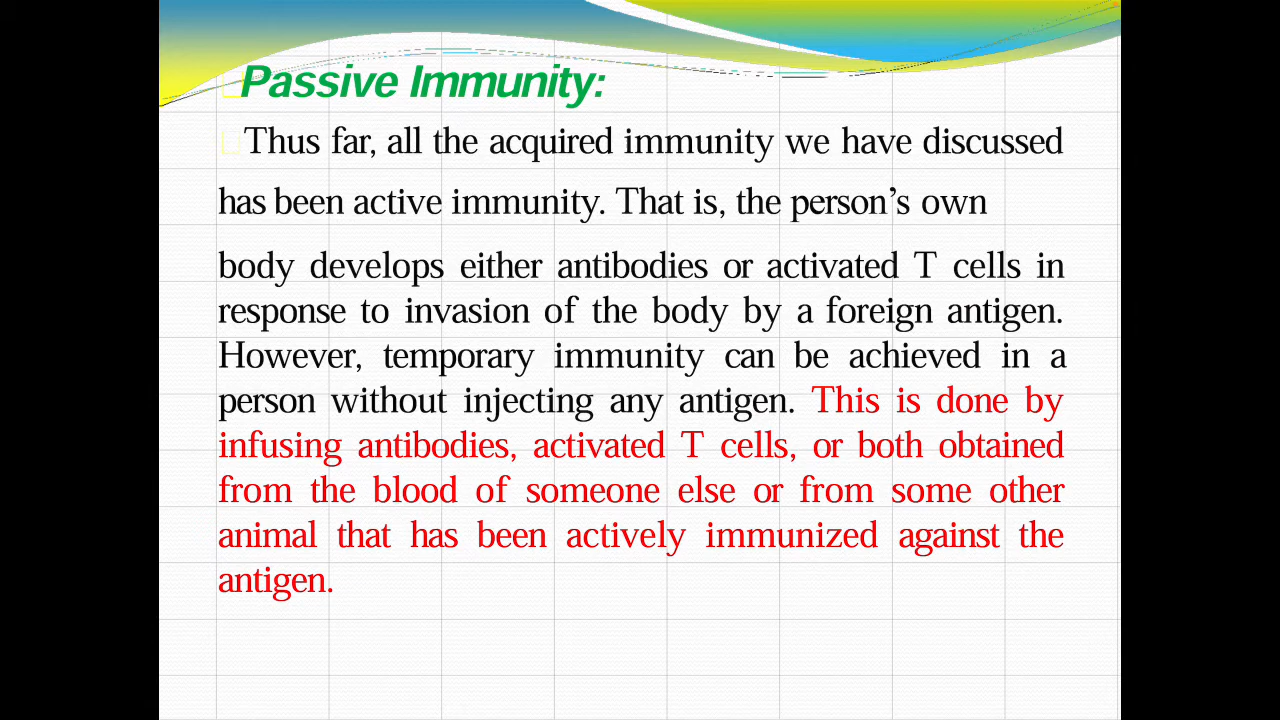 Passive Immunity:
Thus far, all the acquired immunity we have discussed
has been active immunity. That is, the person’s own
body develops either antibodies or activated T cells in
response to invasion of the body by a foreign antigen.
However, temporary immunity can be achieved in a
person without injecting any antigen. This is done by
infusing antibodies, activated T cells, or both obtained
from the blood of someone else or from some other
animal that has been actively immunized against the
antigen.